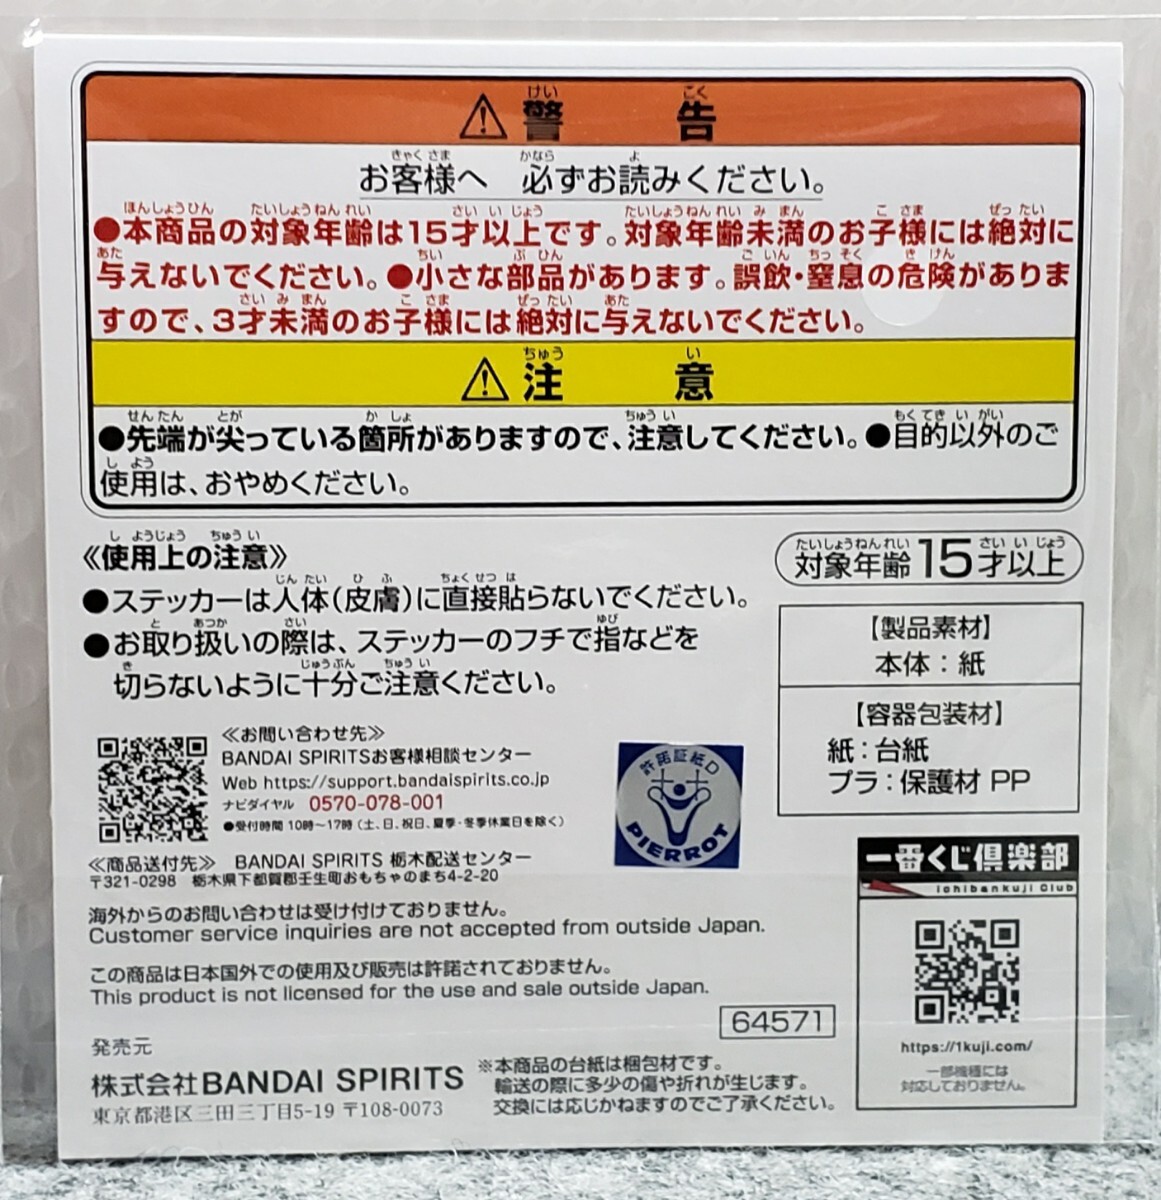 ⚠警告
お客様へ 必ずお読みください。
●本商品の対象年齢は15才以上です。対象年齢未満のお子様には絶対に
与えないでください。●小さな部品があります。誤飲・窒息の危険がありま
すので、3才未満のお子様には絶対に与えないでください。
⚠注意
●先端が尖っている箇所がありますので、注意してください。●目的以外のご
使用は、おやめください。
《使用上の注意》
●ステッカーは人体(皮膚)に直接貼らないでください。
●お取り扱いの際は、ステッカーのフチで指などを
切らないように十分ご注意ください。
対象年齢15才以上
【製品素材】
本体:紙
【容器包装材】
紙:台紙
プラ:保護材 PP
≪お問い合わせ先≫
BANDAI SPIRITSお客様相談センター
Web https://support.bandaispirits.co.jp
ナビダイヤル 0570-078-001
●受付時間 10時〜17時(土、日、祝日、夏季・冬季休業日を除く)
許諾証紙D
PIERROT
≪商品送付先≫ BANDAI SPIRITS 栃木配送センター
〒321-0298 栃木県下都賀郡壬生町おもちゃのまち4-2-20
海外からのお問い合わせは受け付けておりません。
Customer service inquiries are not accepted from outside Japan.
この商品は日本国外での使用及び販売は許諾されておりません。
This product is not licensed for the use and sale outside Japan.
64571
発売元
株式会社BANDAI SPIRITS
東京都港区三田三丁目5-19 〒108-0073
※本商品の台紙は梱包材です。
輸送の際に多少の傷や折れが生じます。
交換には応じかねますのでご了承ください。
一番くじ倶楽部
ichibankuji Club
https://1kuji.com/
一部機種には
対応しておりません。